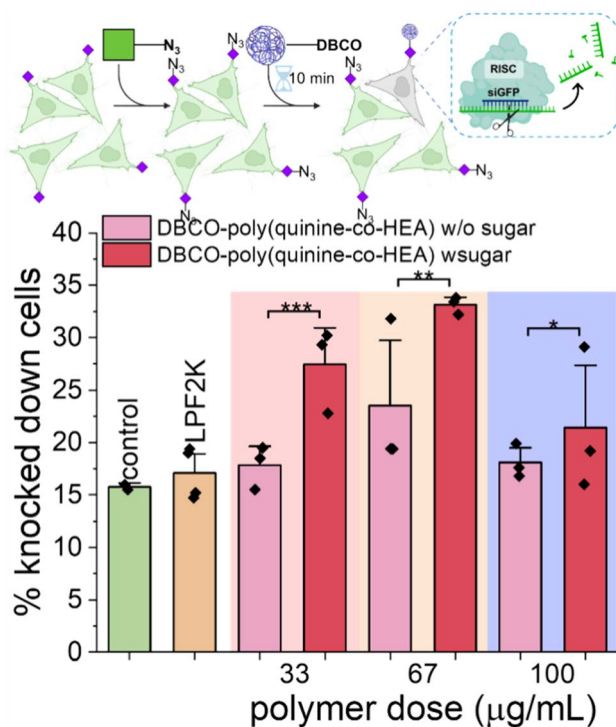 N₃
DBCO
10 min
N₃
N₃
N₃
N₃
N₃
N₃
RISC
siGFP
DBCO-poly(quinine-co-HEA) w/o sugar
DBCO-poly(quinine-co-HEA) wsugar
% knocked down cells
40
35
30
25
20
15
10
5
0
control
LPF2K
***
**
*
33
67
100
polymer dose (μg/mL)